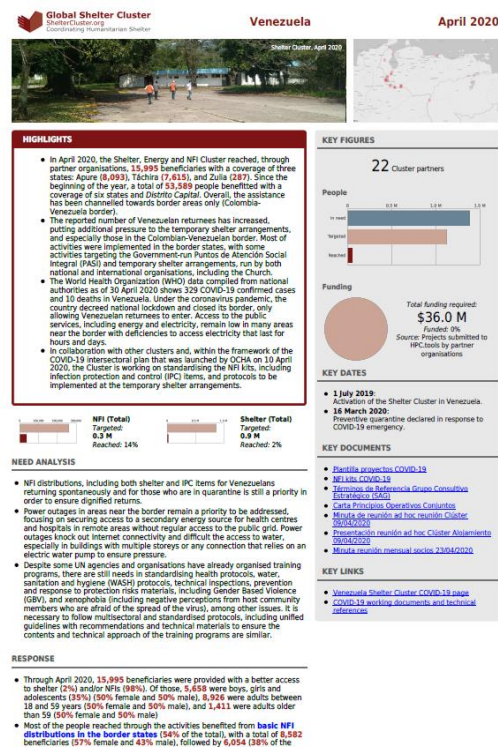 Global Shelter Cluster
ShelterCluster.org
Coordinating Humanitarian Shelter
Venezuela
April 2020
Shelter Cluster, April 2020
HIGHLIGHTS
• In April 2020, the Shelter, Energy and NFI Cluster reached, through
partner organisations, 15,995 beneficiaries with a coverage of three
states: Apure (8,093), Táchira (7,615), and Zulia (287). Since the
beginning of the year, a total of 53,589 people benefitted with a
coverage of six states and Distrito Capital. Overall, the assistance
has been channelled towards border areas only (Colombia-
Venezuela border).
• The reported number of Venezuelan returnees has increased,
putting additional pressure to the temporary shelter arrangements,
and especially those in the Colombian-Venezuelan border. Most of
activities were implemented in the border states, with some
activities targeting the Government-run Puntos de Atención Social
Integral (PASI) and temporary shelter arrangements, run by both
national and international organisations, including the Church.
• The World Health Organization (WHO) data compiled from national
authorities as of 30 April 2020 shows 329 COVID-19 confirmed cases
and 10 deaths in Venezuela. Under the coronavirus pandemic, the
country decreed national lockdown and closed its border, only
allowing Venezuelan returnees to enter. Access to the public
services, including energy and electricity, remain low in many areas
near the border with deficiencies to access electricity that last for
hours and days.
• In collaboration with other clusters and, within the framework of the
COVID-19 intersectoral plan that was launched by OCHA on 10 April
2020, the Cluster is working on standardising the NFI kits, including
infection protection and control (IPC) items, and protocols to be
implemented at the temporary shelter arrangements.
NFI (Total)
Targeted:
0.3 M
Reached: 14%
Shelter (Total)
Targeted:
0.9 M
Reached: 2%
NEED ANALYSIS
• NFI distributions, including both shelter and IPC items for Venezuelans
returning spontaneously and for those who are in quarantine is still a priority in
order to ensure dignified returns.
• Power outages in areas near the border remain a priority to be addressed,
focusing on securing access to a secondary energy source for health centres
and hospitals in remote areas without regular access to the public grid. Power
outages knock out Internet connectivity and difficult the access to water,
especially in buildings with multiple storeys or any connection that relies on an
electric water pump to ensure pressure.
• Despite some UN agencies and organisations have already organised training
programs, there are still needs in standardising health protocols, water,
sanitation and hygiene (WASH) protocols, technical inspections, prevention
and response to protection risks materials, including Gender Based Violence
(GBV), and xenophobia (including negative perceptions from host community
members who are afraid of the spread of the virus), among other issues. It is
necessary to follow multisectoral and standardised protocols, including unified
guidelines with recommendations and technical materials to ensure the
contents and technical approach of the training programs are similar.
RESPONSE
• Through April 2020, 15,995 beneficiaries were provided with a better access
to shelter (2%) and/or NFIs (98%). Of those, 5,658 were boys, girls and
adolescents (35%) (50% female and 50% male), 8,926 were adults between
18 and 59 years (50% female and 50% male), and 1,411 were adults older
than 59 (50% female and 50% male)
• Most of the people reached through the activities benefited from basic NFI
distributions in the border states (54% of the total), with a total of 8,582
beneficiaries (57% female and 43% male), followed by 6,054 (38% of the
KEY FIGURES
22 Cluster partners
People
0
0.5 M
1.0 M
1.5 M
In need
Targeted
Reached
Funding
Total funding required:
$36.0 M
Funded: 0%
Source: Projects submitted to
HPC.tools by partner
organisations
KEY DATES
• 1 July 2019:
Activation of the Shelter Cluster in Venezuela.
• 16 March 2020:
Preventive quarantine declared in response to
COVID-19 emergency.
KEY DOCUMENTS
• Plantilla proyectos COVID-19
• NFI kits COVID-19
• Términos de Referencia Grupo Consultivo
Estratégico (SAG)
• Carta Principios Operativos Conjuntos
• Minuta de reunión ad hoc reunión Clúster
09/04/2020
• Presentación reunión ad hoc Clúster Alojamiento
09/04/2020
• Minuta reunión mensual socios 23/04/2020
KEY LINKS
• Venezuela Shelter Cluster COVID-19 page
• COVID-19 working documents and technical
references